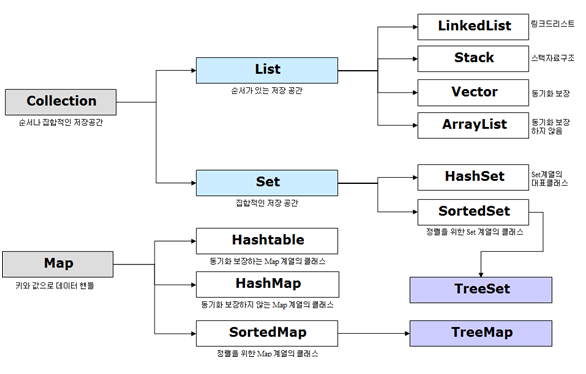 LinkedList
링크드리스트
List
순서가 있는 저장 공간
Stack
스택자료구조
Vector
동기화 보장
Collection
순서나 집합적인 저장공간
ArrayList
동기화 보장
하지 않음
Set
집합적인 저장 공간
HashSet
Set계열의
대표클래스
SortedSet
정렬을 위한 Set 계열의 클래스
Map
키와 값으로 데이터 핸들
Hashtable
동기화 보장하는 Map 계열의 클래스
HashMap
동기화 보장하지 않는 Map 계열의 클래스
TreeSet
SortedMap
정렬을 위한 Map 계열의 클래스
TreeMap